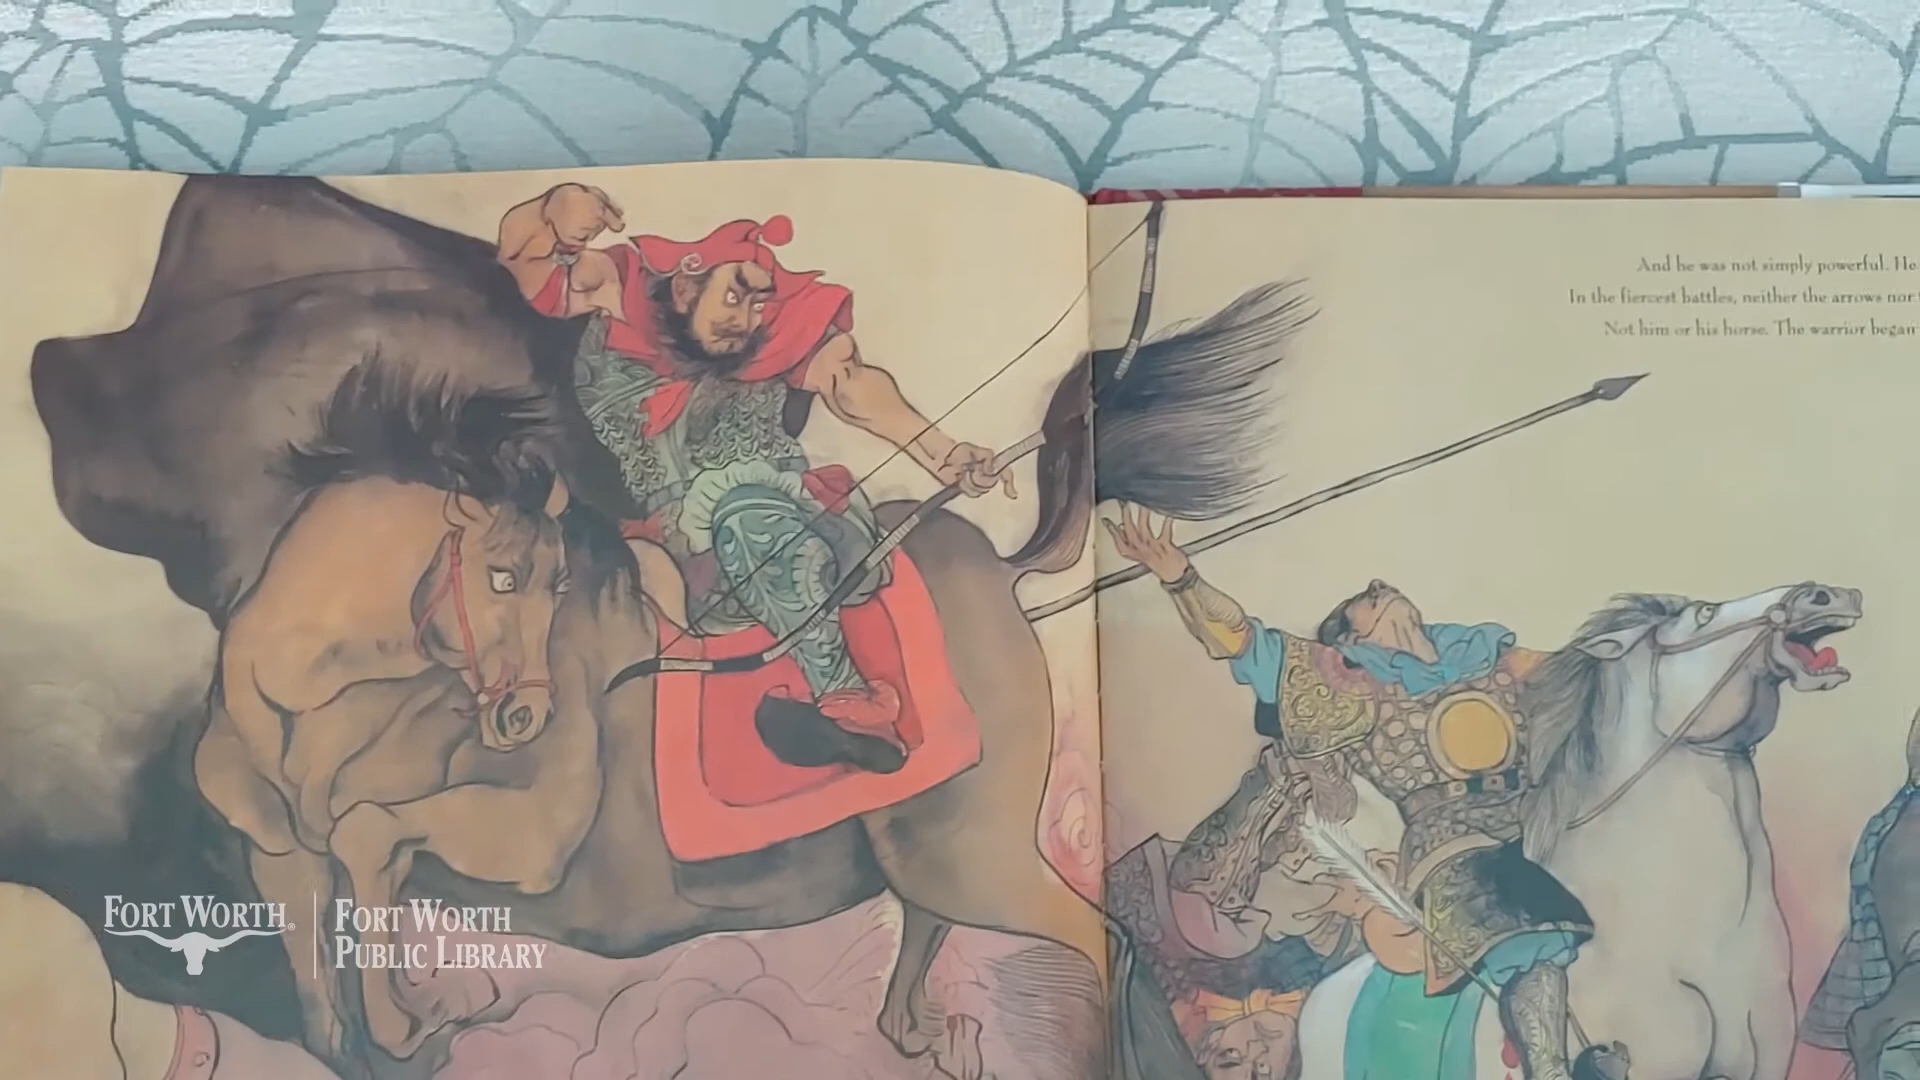 And he was not simply powerful. He
In the fiercest battles, neither the arrows nor
Not him or his horse. The warrior began
FORT WORTH®
FORT WORTH
PUBLIC LIBRARY